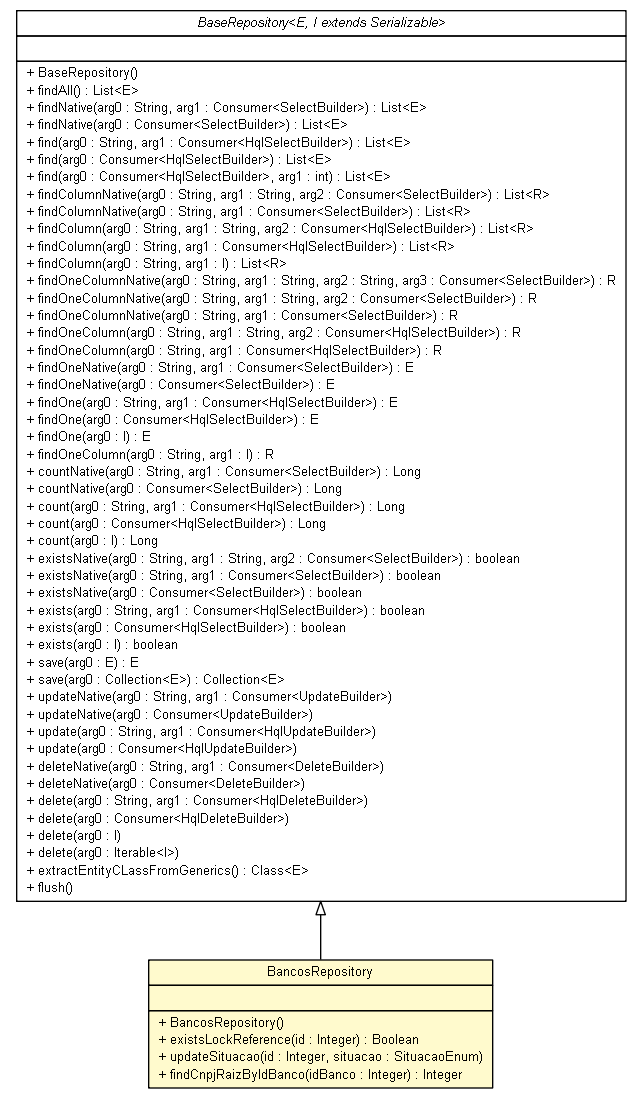 BaseRepository<E, I extends Serializable>
+ BaseRepository()
+ findAll() : List<E>
+ findNative(arg0 : String, arg1 : Consumer<SelectBuilder>) : List<E>
+ findNative(arg0 : Consumer<SelectBuilder>) : List<E>
+ find(arg0 : String, arg1 : Consumer<HqlSelectBuilder>) : List<E>
+ find(arg0 : Consumer<HqlSelectBuilder>) : List<E>
+ find(arg0 : Consumer<HqlSelectBuilder>, arg1 : int) : List<E>
+ findColumnNative(arg0 : String, arg1 : String, arg2 : Consumer<SelectBuilder>) : List<R>
+ findColumnNative(arg0 : String, arg1 : Consumer<SelectBuilder>) : List<R>
+ findColumn(arg0 : String, arg1 : String, arg2 : Consumer<HqlSelectBuilder>) : List<R>
+ findColumn(arg0 : String, arg1 : Consumer<HqlSelectBuilder>) : List<R>
+ findColumn(arg0 : String, arg1 : I) : List<R>
+ findOneColumnNative(arg0 : String, arg1 : String, arg2 : String, arg3 : Consumer<SelectBuilder>) : R
+ findOneColumnNative(arg0 : String, arg1 : String, arg2 : Consumer<SelectBuilder>) : R
+ findOneColumnNative(arg0 : String, arg1 : Consumer<SelectBuilder>) : R
+ findOneColumn(arg0 : String, arg1 : String, arg2 : Consumer<HqlSelectBuilder>) : R
+ findOneColumn(arg0 : String, arg1 : Consumer<HqlSelectBuilder>) : R
+ findOneNative(arg0 : String, arg1 : Consumer<SelectBuilder>) : E
+ findOneNative(arg0 : Consumer<SelectBuilder>) : E
+ findOne(arg0 : String, arg1 : Consumer<HqlSelectBuilder>) : E
+ findOne(arg0 : Consumer<HqlSelectBuilder>) : E
+ findOne(arg0 : I) : E
+ findOneColumn(arg0 : String, arg1 : I) : R
+ countNative(arg0 : String, arg1 : Consumer<SelectBuilder>) : Long
+ countNative(arg0 : Consumer<SelectBuilder>) : Long
+ count(arg0 : String, arg1 : Consumer<HqlSelectBuilder>) : Long
+ count(arg0 : Consumer<HqlSelectBuilder>) : Long
+ count(arg0 : I) : Long
+ existsNative(arg0 : String, arg1 : String, arg2 : Consumer<SelectBuilder>) : boolean
+ existsNative(arg0 : String, arg1 : Consumer<SelectBuilder>) : boolean
+ existsNative(arg0 : Consumer<SelectBuilder>) : boolean
+ exists(arg0 : String, arg1 : Consumer<HqlSelectBuilder>) : boolean
+ exists(arg0 : Consumer<HqlSelectBuilder>) : boolean
+ exists(arg0 : I) : boolean
+ save(arg0 : E) : E
+ save(arg0 : Collection<E>) : Collection<E>
+ updateNative(arg0 : String, arg1 : Consumer<UpdateBuilder>)
+ updateNative(arg0 : Consumer<UpdateBuilder>)
+ update(arg0 : String, arg1 : Consumer<HqlUpdateBuilder>)
+ update(arg0 : Consumer<HqlUpdateBuilder>)
+ deleteNative(arg0 : String, arg1 : Consumer<DeleteBuilder>)
+ deleteNative(arg0 : Consumer<DeleteBuilder>)
+ delete(arg0 : String, arg1 : Consumer<HqlDeleteBuilder>)
+ delete(arg0 : Consumer<HqlDeleteBuilder>)
+ delete(arg0 : I)
+ delete(arg0 : Iterable<I>)
+ extractEntityCLassFromGenerics() : Class<E>
+ flush()
BancosRepository
+ BancosRepository()
+ existsLockReference(id : Integer) : Boolean
+ updateSituacao(id : Integer, situacao : SituacaoEnum)
+ findCnpjRaizByIdBanco(idBanco : Integer) : Integer